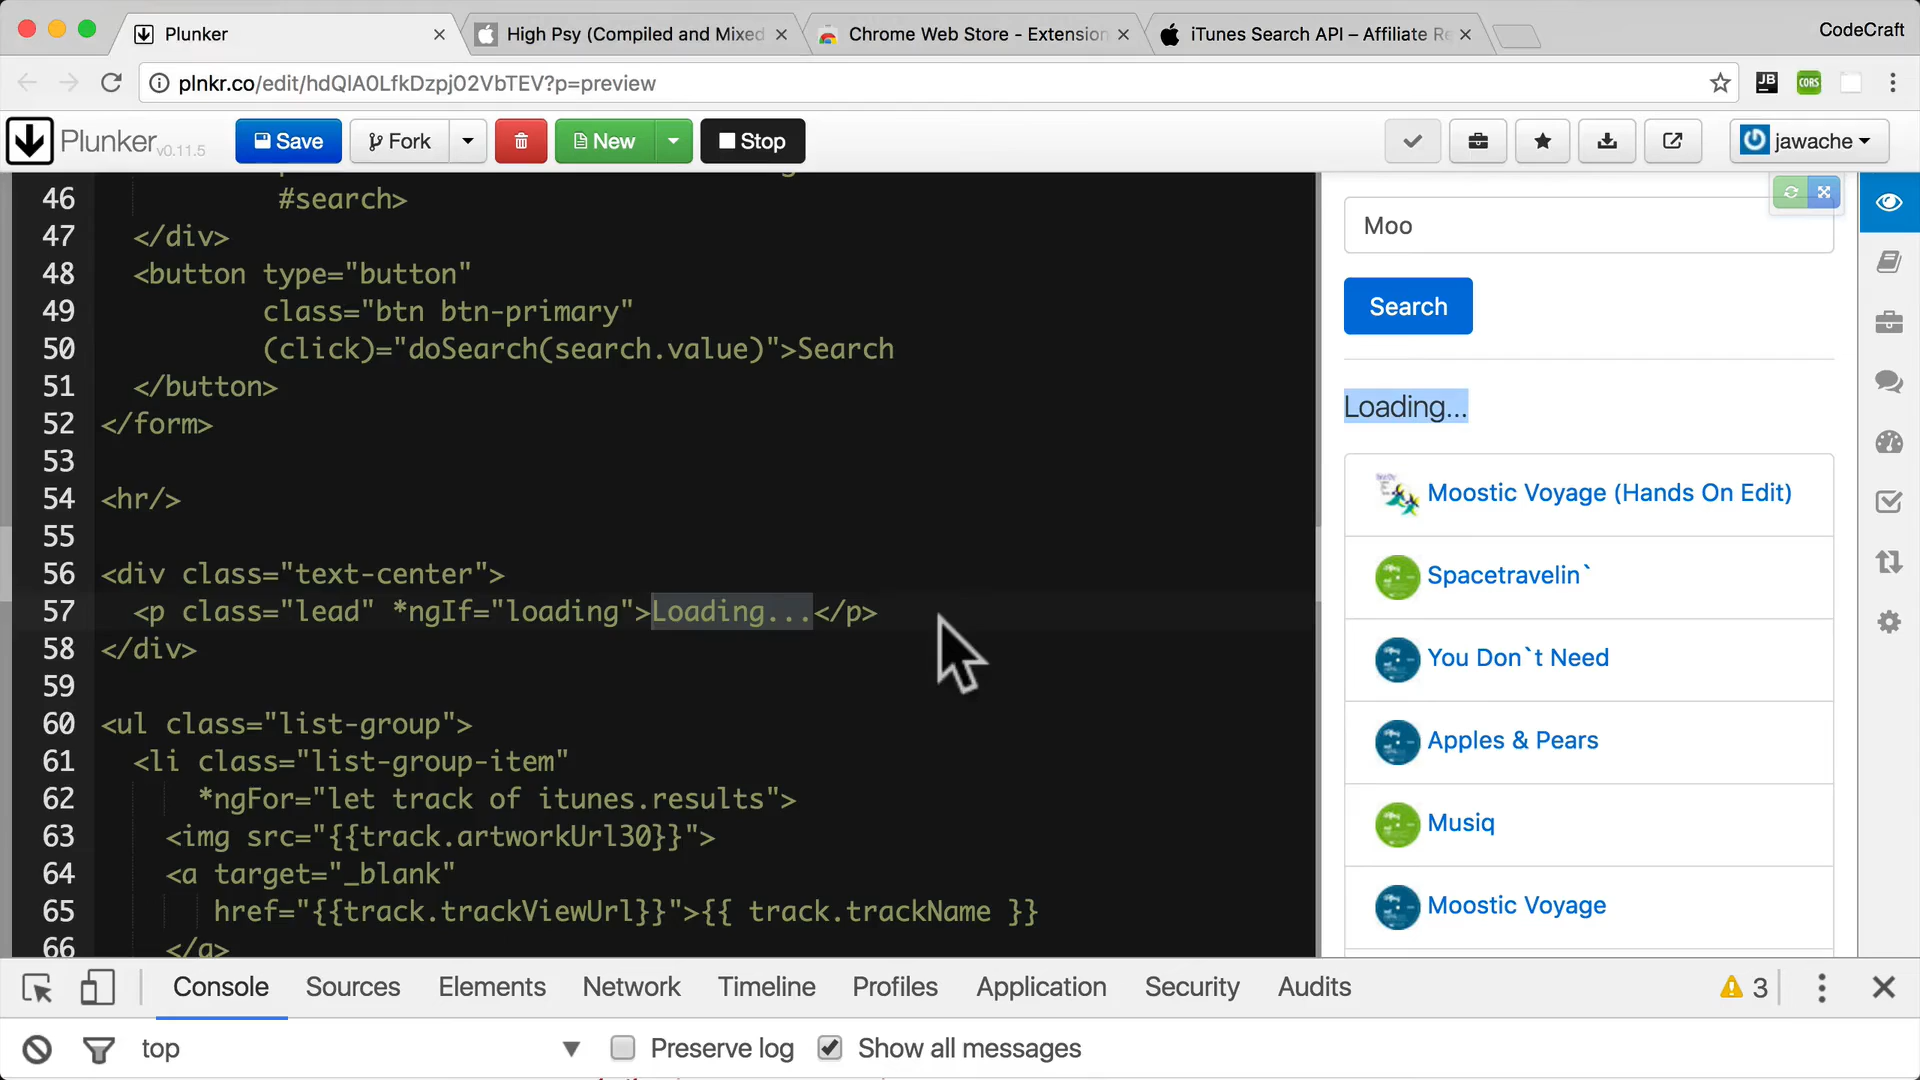 Plunker
High Psy (Compiled and Mixed
Chrome Web Store - Extension
iTunes Search API – Affiliate Re
CodeCraft
plnkr.co/edit/hdQIA0LfkDzpj02VbTEV?p=preview
JB
CORS
Plunker v0.11.5
Save
Fork
New
Stop
jawache
46 #search>
47 </div>
48 <button type="button"
49 class="btn btn-primary"
50 (click)="doSearch(search.value)">Search
51 </button>
52 </form>
53
54 <hr/>
55
56 <div class="text-center">
57 <p class="lead" *ngIf="loading">Loading...</p>
58 </div>
59
60 <ul class="list-group">
61 <li class="list-group-item"
62 *ngFor="let track of itunes.results">
63 <img src="{{track.artworkUrl30}}">
64 <a target="_blank"
65 href="{{track.trackViewUrl}}">{{ track.trackName }}
66 </a>
Moo
Search
Loading...
Moostic Voyage (Hands On Edit)
Spacetravelin`
You Don`t Need
Apples & Pears
Musiq
Moostic Voyage
Console
Sources
Elements
Network
Timeline
Profiles
Application
Security
Audits
3
top
Preserve log
Show all messages